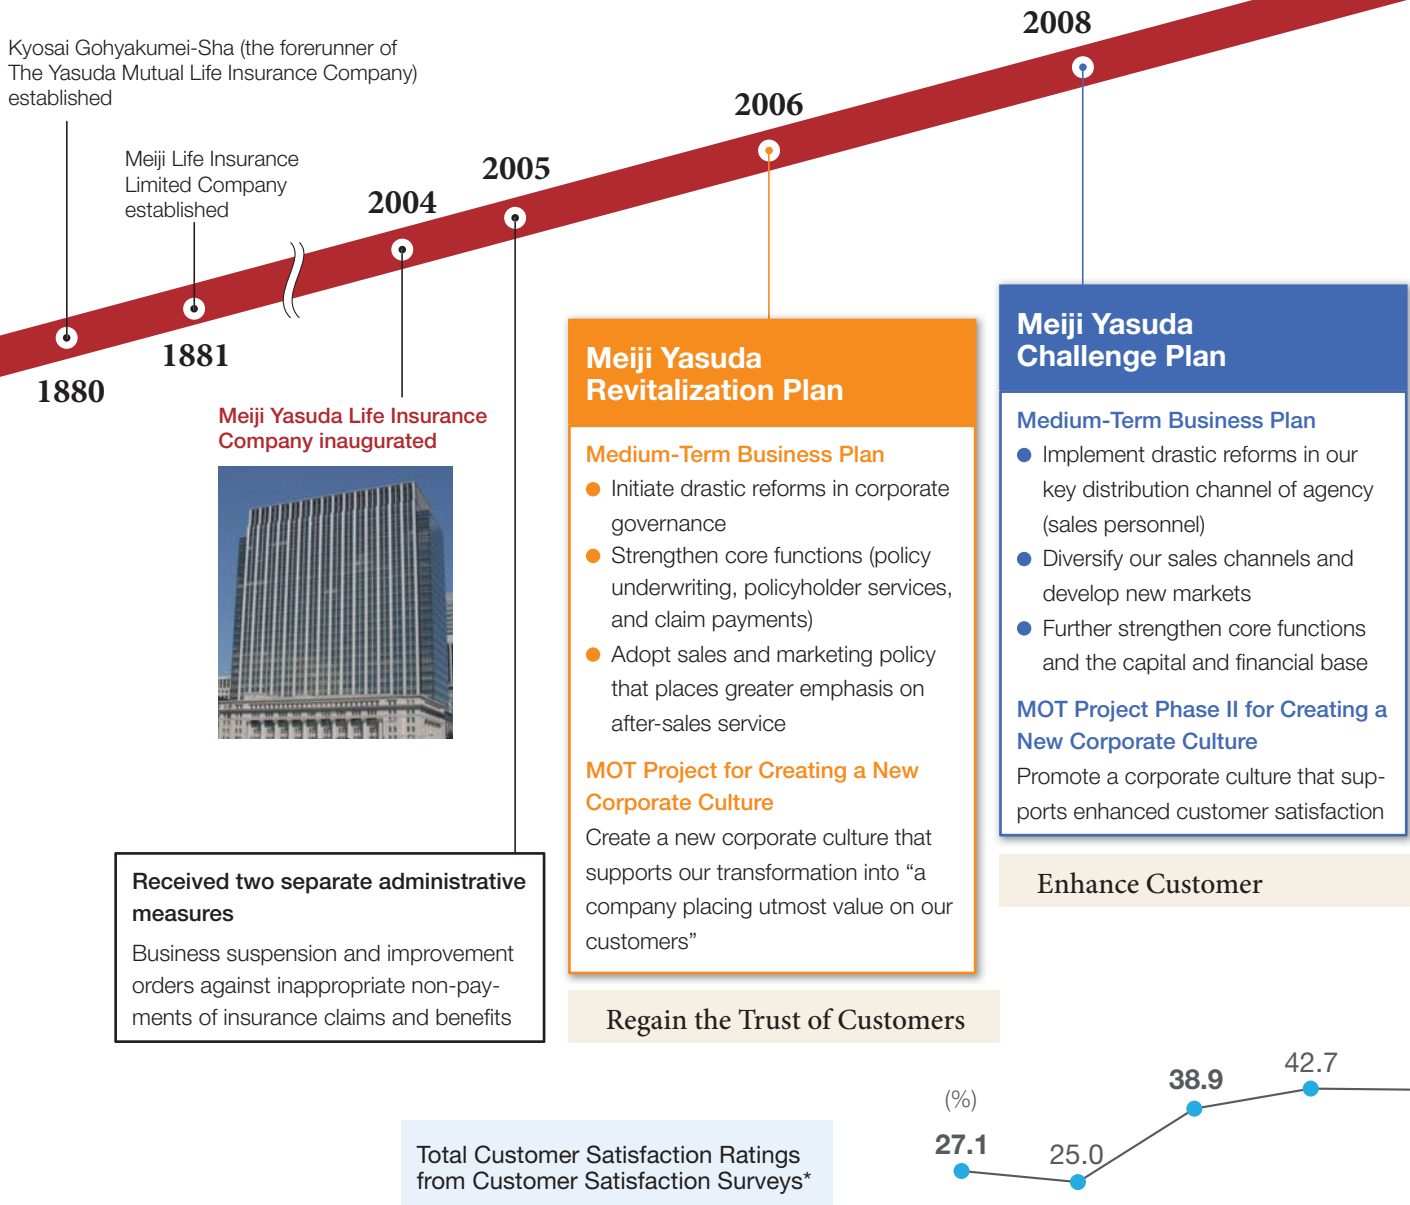 Kyosai Gohyakumei-Sha (the forerunner of
The Yasuda Mutual Life Insurance Company)
established
1880
Meiji Life Insurance
Limited Company
established
1881
2004
Meiji Yasuda Life Insurance
Company inaugurated
2005
Received two separate administrative
measures
Business suspension and improvement
orders against inappropriate non-pay-
ments of insurance claims and benefits
2006
Meiji Yasuda
Revitalization Plan
Medium-Term Business Plan
● Initiate drastic reforms in corporate
governance
● Strengthen core functions (policy
underwriting, policyholder services,
and claim payments)
● Adopt sales and marketing policy
that places greater emphasis on
after-sales service
MOT Project for Creating a New
Corporate Culture
Create a new corporate culture that
supports our transformation into “a
company placing utmost value on our
customers”
Regain the Trust of Customers
2008
Meiji Yasuda
Challenge Plan
Medium-Term Business Plan
● Implement drastic reforms in our
key distribution channel of agency
(sales personnel)
● Diversify our sales channels and
develop new markets
● Further strengthen core functions
and the capital and financial base
MOT Project Phase II for Creating a
New Corporate Culture
Promote a corporate culture that sup-
ports enhanced customer satisfaction
Enhance Customer
Total Customer Satisfaction Ratings
from Customer Satisfaction Surveys*
(%)
27.1
25.0
38.9
42.7